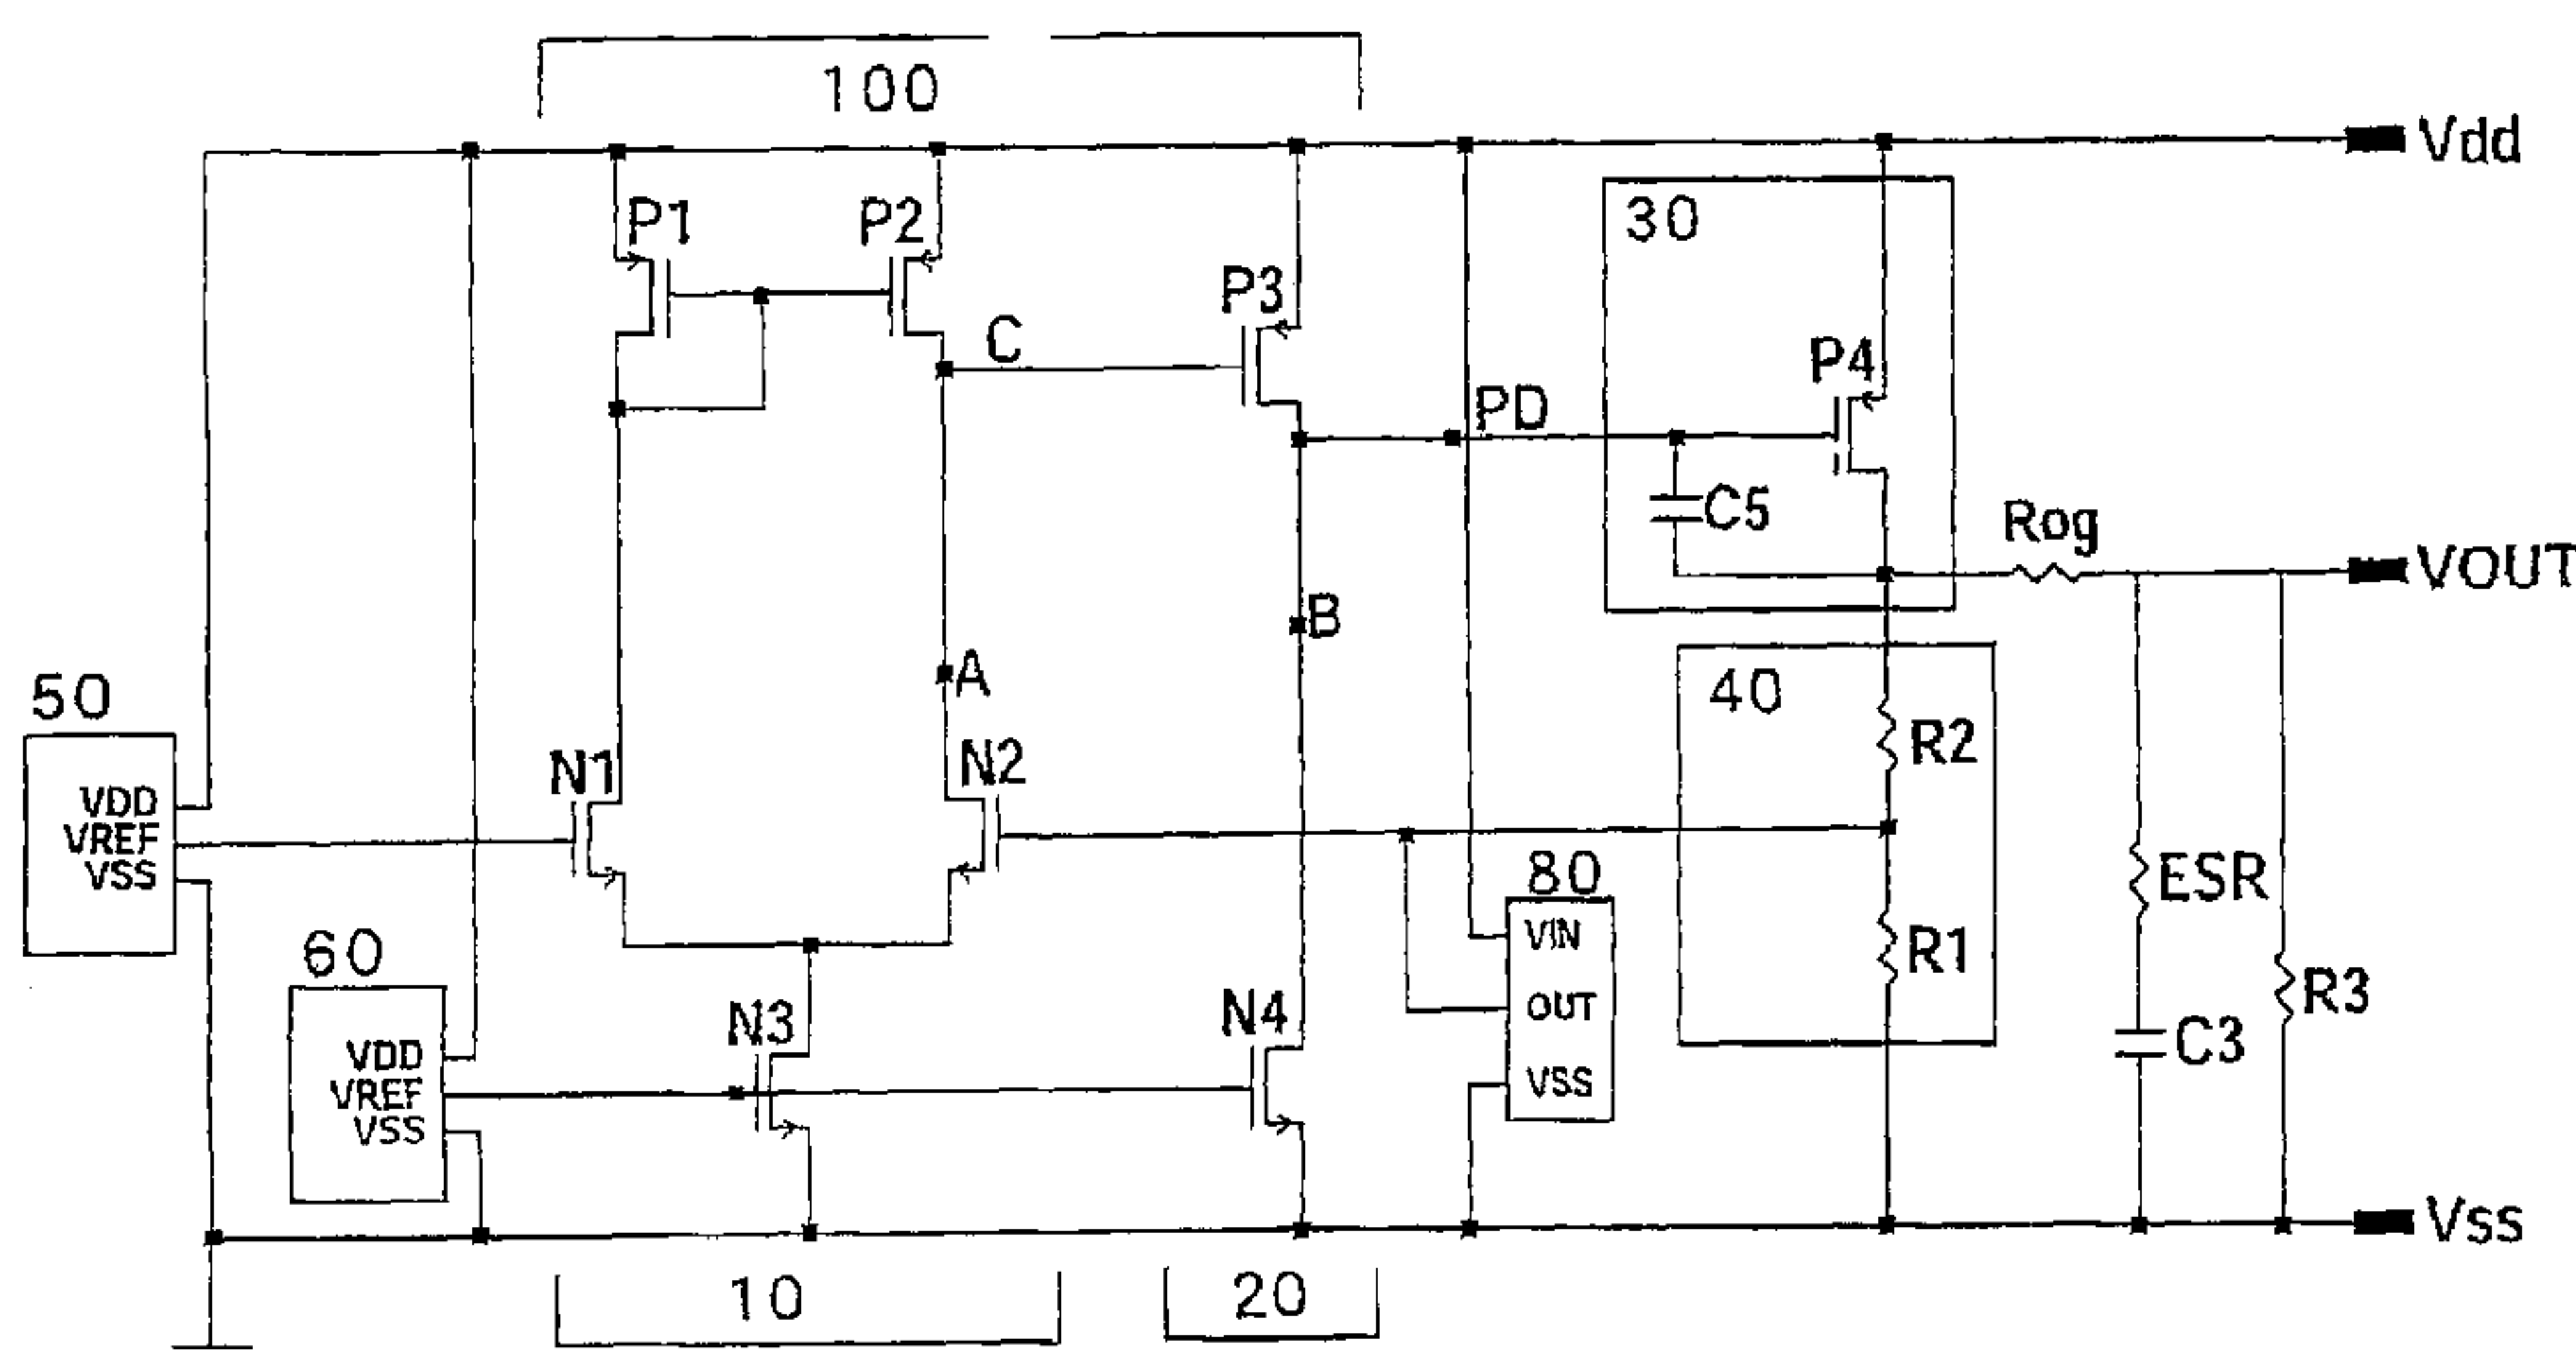 100
Vdd
P1
P2
30
P3
C
P4
PD
C5
Rog
VOUT
B
A
40
50
R2
N1
N2
VDD
VREF
VSS
80
ESR
VIN
R1
60
R3
N3
N4
OUT
C3
VDD
VREF
VSS
VSS
Vss
10
20